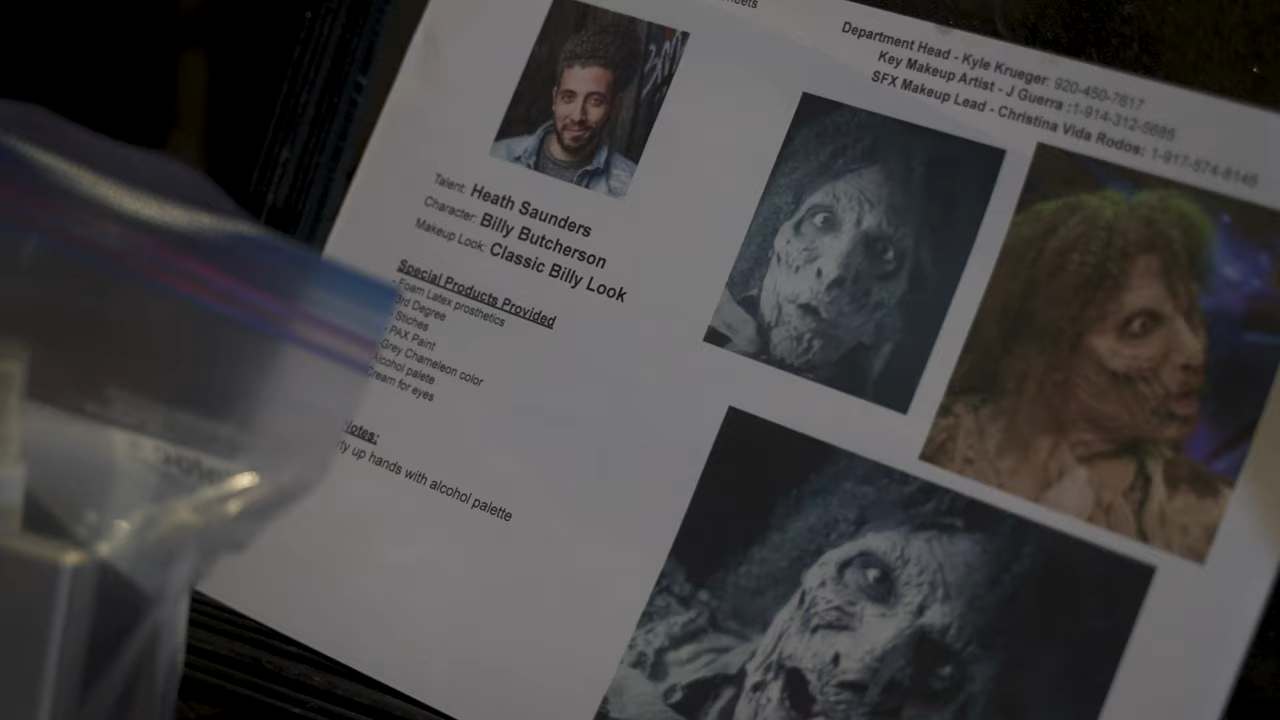 Department Head - Kyle Krueger: 920-450-7617
Key Makeup Artist - J Guerra :1-914-312-5685
SFX Makeup Lead - Christina Vida Rodos: 1-917-574-8145
Talent: Heath Saunders
Character: Billy Butcherson
Makeup Look: Classic Billy Look
Special Products Provided
- Foam Latex prosthetics
3rd Degree
- Stiches
- PAX Paint
-Grey Chameleon color
Alcohol palete
Cream for eyes
Notes:
up hands with alcohol palette